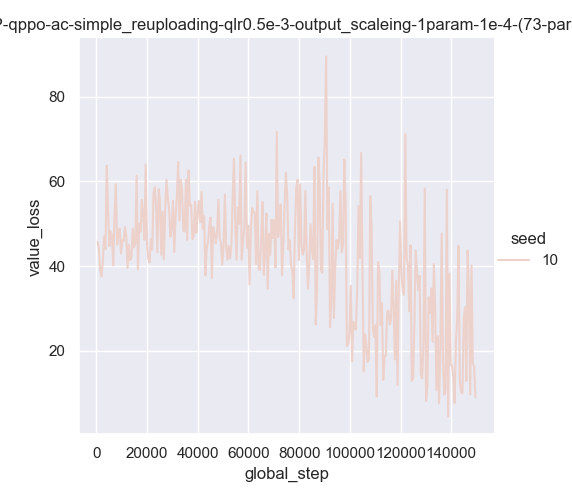 P-qppo-ac-simple_reuploading-qlr0.5e-3-output_scaleing-1param-1e-4-(73-par
80
60
40
20
value_loss
seed
10
0 20000 40000 60000 80000 100000 120000 140000
global_step